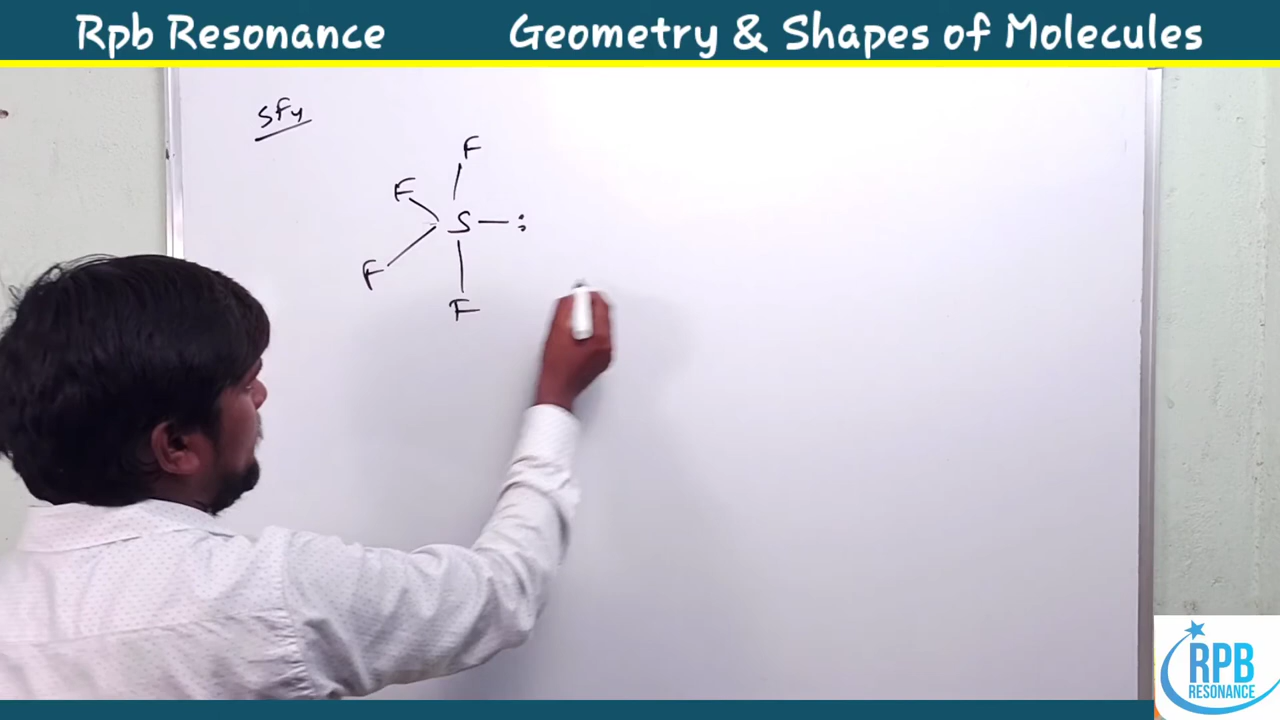 Rpb Resonance Geometry & Shapes of Molecules
SF4
F
F
S :
F
F
RPB
RESONANCE